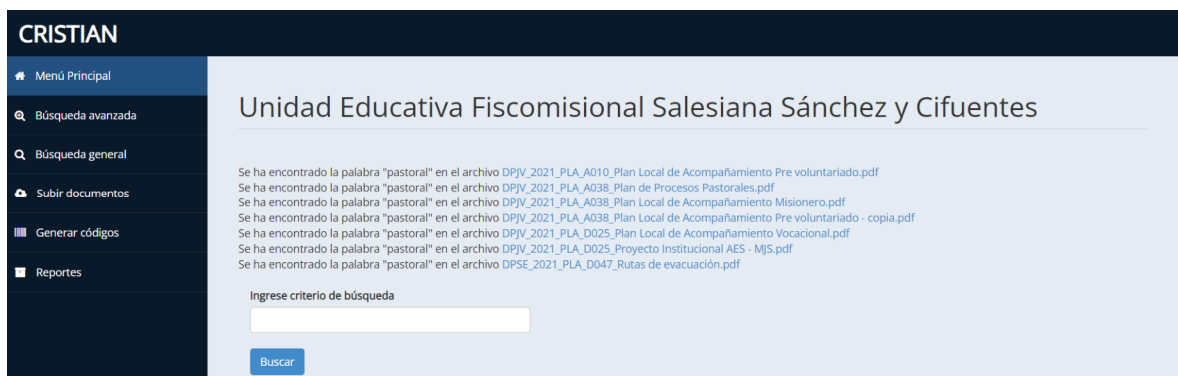 CRISTIAN
Menú Principal
Búsqueda avanzada
Búsqueda general
Subir documentos
Generar códigos
Reportes
Unidad Educativa Fiscomisional Salesiana Sánchez y Cifuentes
Se ha encontrado la palabra "pastoral" en el archivo DPJV_2021_PLA_A010_Plan Local de Acompañamiento Pre voluntariado.pdf
Se ha encontrado la palabra "pastoral" en el archivo DPJV_2021_PLA_A038_Plan de Procesos Pastorales.pdf
Se ha encontrado la palabra "pastoral" en el archivo DPJV_2021_PLA_A038_Plan Local de Acompañamiento Misionero.pdf
Se ha encontrado la palabra "pastoral" en el archivo DPJV_2021_PLA_A038_Plan Local de Acompañamiento Pre voluntariado - copia.pdf
Se ha encontrado la palabra "pastoral" en el archivo DPJV_2021_PLA_D025_Plan Local de Acompañamiento Vocacional.pdf
Se ha encontrado la palabra "pastoral" en el archivo DPJV_2021_PLA_D025_Proyecto Institucional AES - MJS.pdf
Se ha encontrado la palabra "pastoral" en el archivo DPSE_2021_PLA_D047_Rutas de evacuación.pdf
Ingrese criterio de búsqueda
Buscar